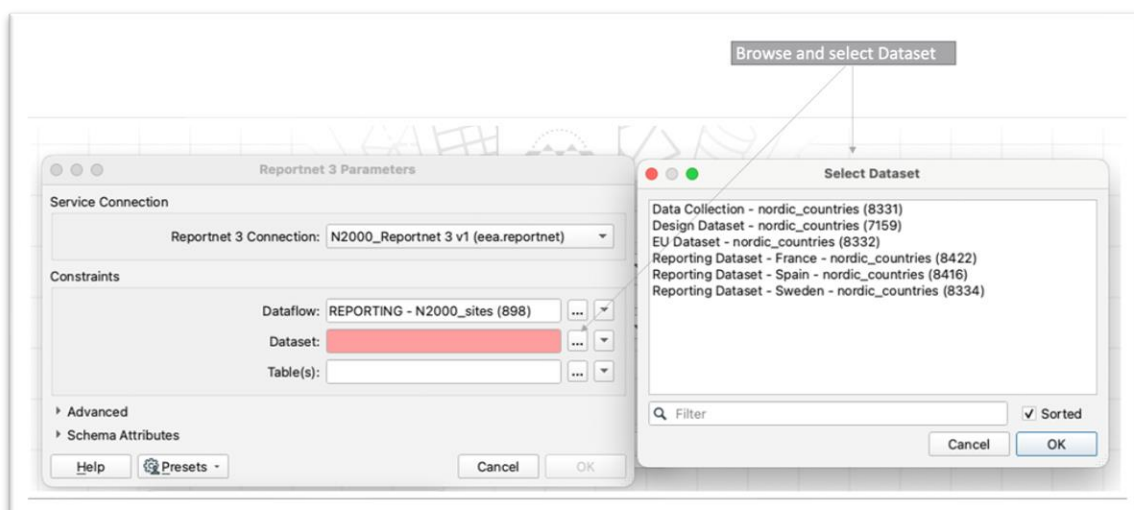 Browse and select Dataset
Reportnet 3 Parameters
Service Connection
Reportnet 3 Connection: N2000_Reportnet 3 v1 (eea.reportnet)
Constraints
Dataflow: REPORTING - N2000_sites (898) ...
Dataset: ...
Table(s): ...
Advanced
Schema Attributes
Help Presets Cancel OK
Select Dataset
Data Collection - nordic_countries (8331)
Design Dataset - nordic_countries (7159)
EU Dataset - nordic_countries (8332)
Reporting Dataset - France - nordic_countries (8422)
Reporting Dataset - Spain - nordic_countries (8416)
Reporting Dataset - Sweden - nordic_countries (8334)
Filter Sorted
Cancel OK